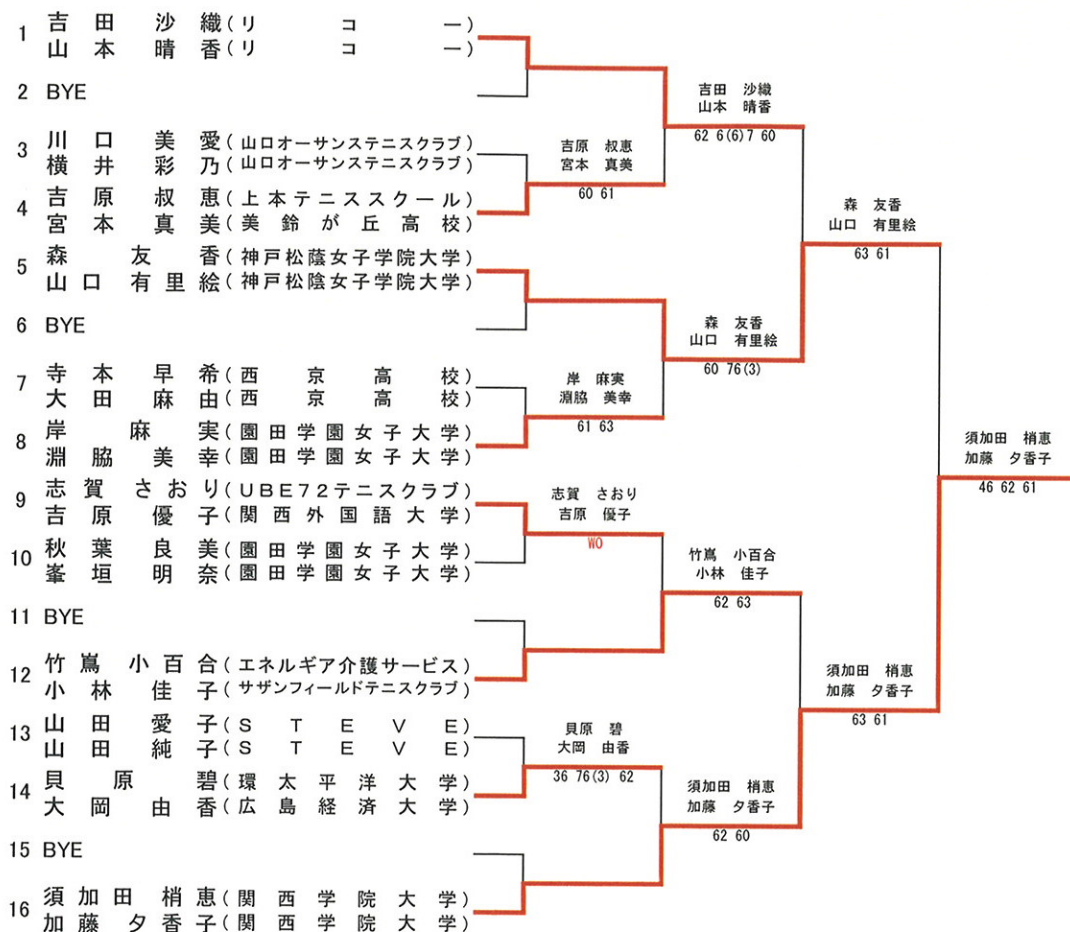 1 吉田 沙織(リコー)
山本 晴香(リコー)
2 BYE
3 川口 美愛(山口オーサンステニスクラブ)
横井 彩乃(山口オーサンステニスクラブ)
4 吉原 叔恵(上本テニススクール)
宮本 真美(美鈴が丘高校)
5 森 友香(神戸松蔭女子学院大学)
山口 有里絵(神戸松陰女子学院大学)
6 BYE
7 寺本 早希(西京高校)
大田 麻由(西京高校)
8 岸 麻実(園田学園女子大学)
淵脇 美幸(園田学園女子大学)
9 志賀 さおり(UBE72テニスクラブ)
吉原 優子(関西外国語大学)
10 秋葉 良美(園田学園女子大学)
峯垣 明奈(園田学園女子大学)
11 BYE
12 竹嶌 小百合(エネルギア介護サービス)
小林 佳子(サザンフィールドテニスクラブ)
13 山田 愛子(STEVE)
山田 純子(STEVE)
14 貝原 碧(環太平洋大学)
大岡 由香(広島経済大学)
15 BYE
16 須加田 梢恵(関西学院大学)
加藤 夕香子(関西学院大学)
吉原 叔恵
宮本 真美
60 61
岸 麻実
淵脇 美幸
61 63
志賀 さおり
吉原 優子
WO
貝原 碧
大岡 由香
36 76(3) 62
吉田 沙織
山本 晴香
62 6(6)7 60
森 友香
山口 有里絵
60 76(3)
竹嶌 小百合
小林 佳子
62 63
須加田 梢恵
加藤 夕香子
62 60
森 友香
山口 有里絵
63 61
須加田 梢恵
加藤 夕香子
63 61
須加田 梢恵
加藤 夕香子
46 62 61